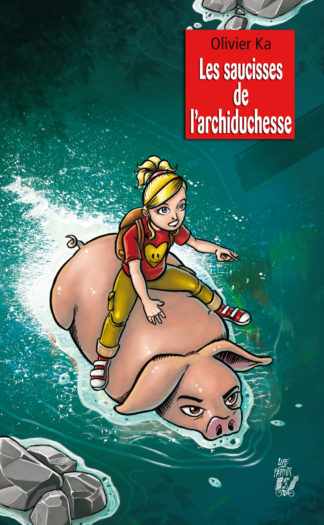 Olivier Ka
Les saucisses
de
l'archiduchesse